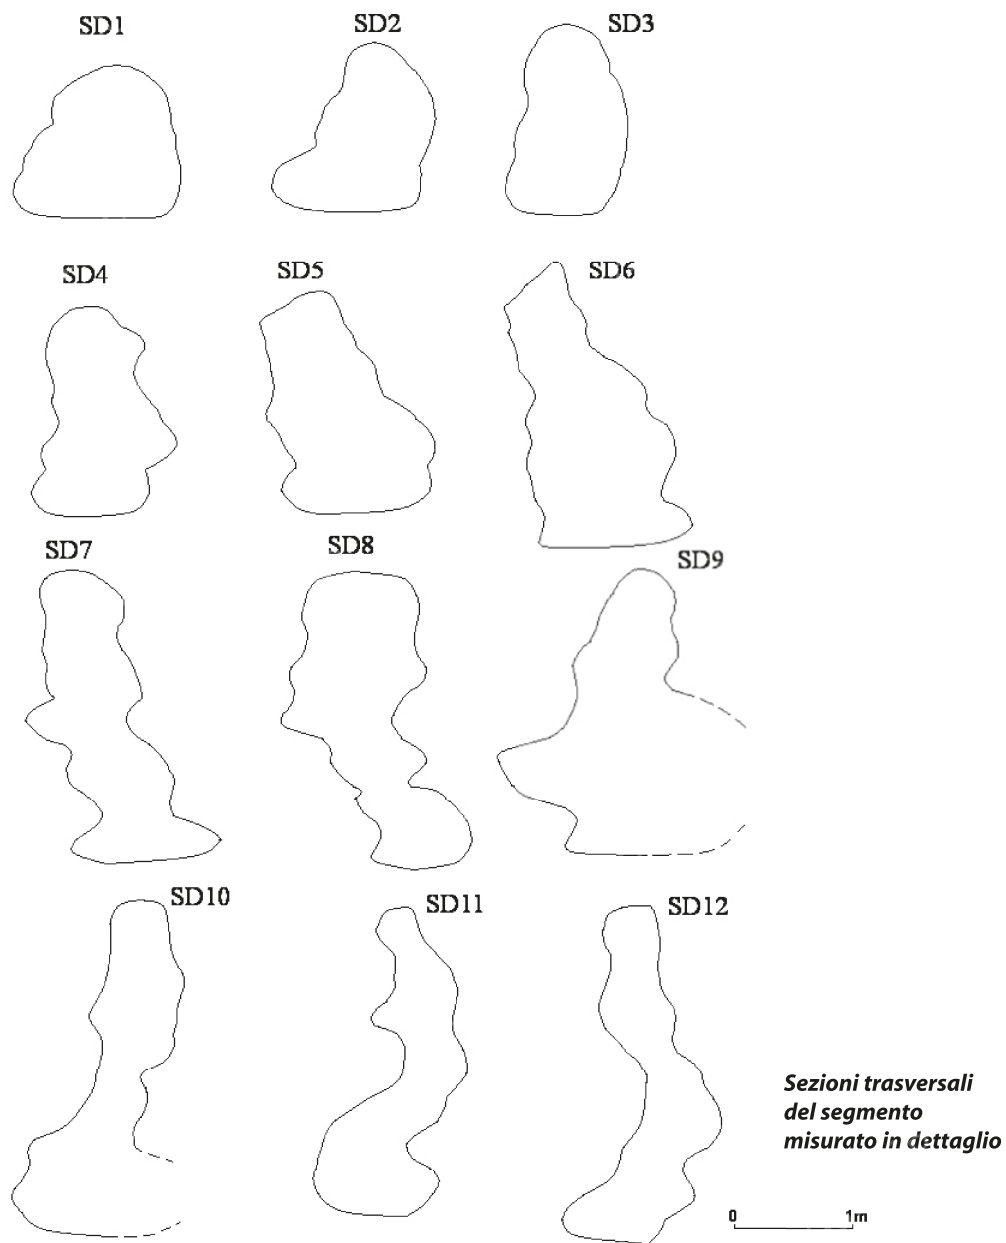 SD1
SD2
SD3
SD4
SD5
SD6
SD7
SD8
SD9
SD10
SD11
SD12
Sezioni trasversali
del segmento
misurato in dettaglio
0 1m